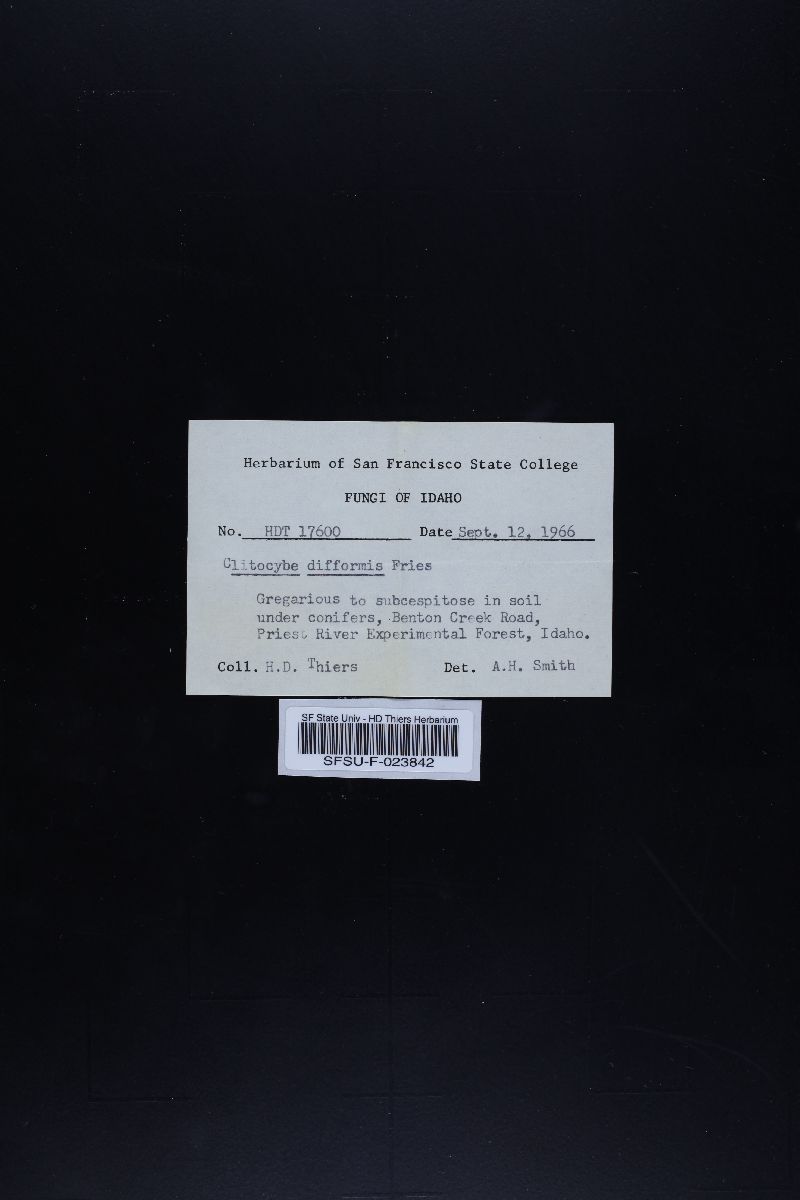 Herbarium of San Francisco State College
FUNGI OF IDAHO
No. HDT 17600 Date Sept. 12, 1966
Clitocybe difformis Fries
Gregarious to subcespitose in soil
under conifers, Benton Creek Road,
Priest River Experimental Forest, Idaho.
Coll. H.D. Thiers Det. A.H. Smith
SF State Univ - HD Thiers Herbarium
SFSU-F-023842